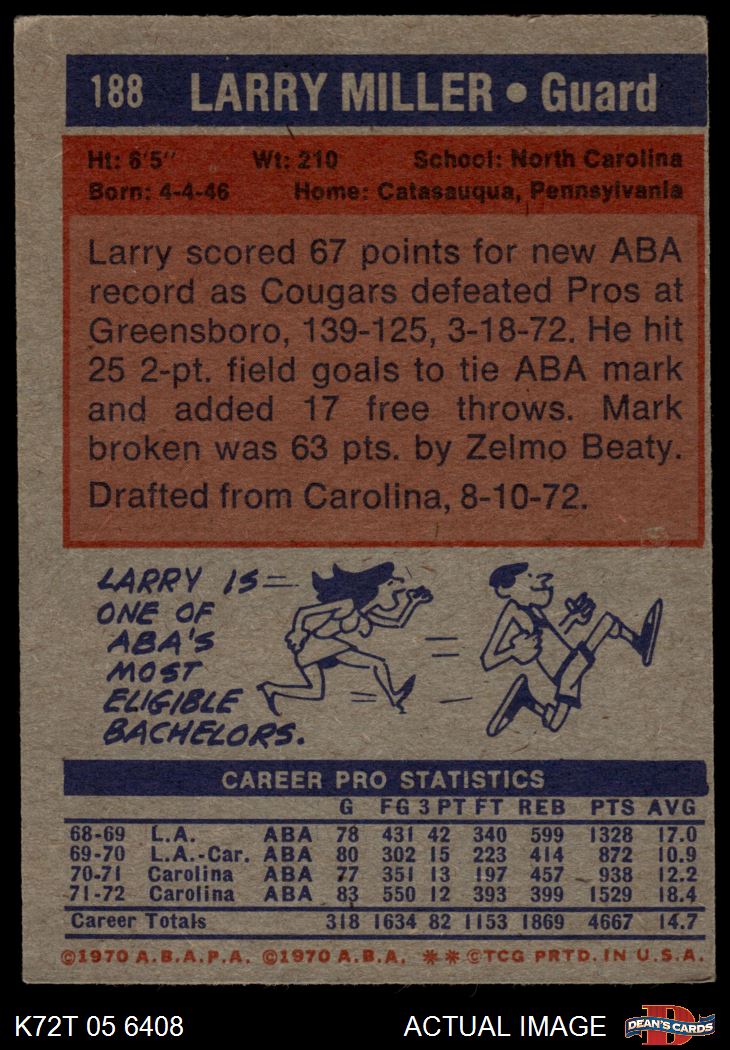 188 LARRY MILLER • Guard
Ht: 6'5" Wt: 210 School: North Carolina
Born: 4-4-46 Home: Catasauqua, Pennsylvania
Larry scored 67 points for new ABA
record as Cougars defeated Pros at
Greensboro, 139-125, 3-18-72. He hit
25 2-pt. field goals to tie ABA mark
and added 17 free throws. Mark
broken was 63 pts. by Zelmo Beaty.
Drafted from Carolina, 8-10-72.
LARRY IS
ONE OF
ABA'S
MOST
ELIGIBLE
BACHELORS.
CAREER PRO STATISTICS
G FG 3 PT FT REB PTS AVG
68-69 L.A. ABA 78 431 42 340 599 1328 17.0
69-70 L.A.-Car. ABA 80 302 15 223 414 872 10.9
70-71 Carolina ABA 77 351 13 197 457 938 12.2
71-72 Carolina ABA 83 550 12 393 399 1529 18.4
Career Totals 318 1634 82 1153 1869 4667 14.7
©1970 A.B.A.P.A. ©1970 A.B.A. ** ©TCG PRTD. IN U.S.A.
K72T 05 6408 ACTUAL IMAGE D DEAN'S CARDS